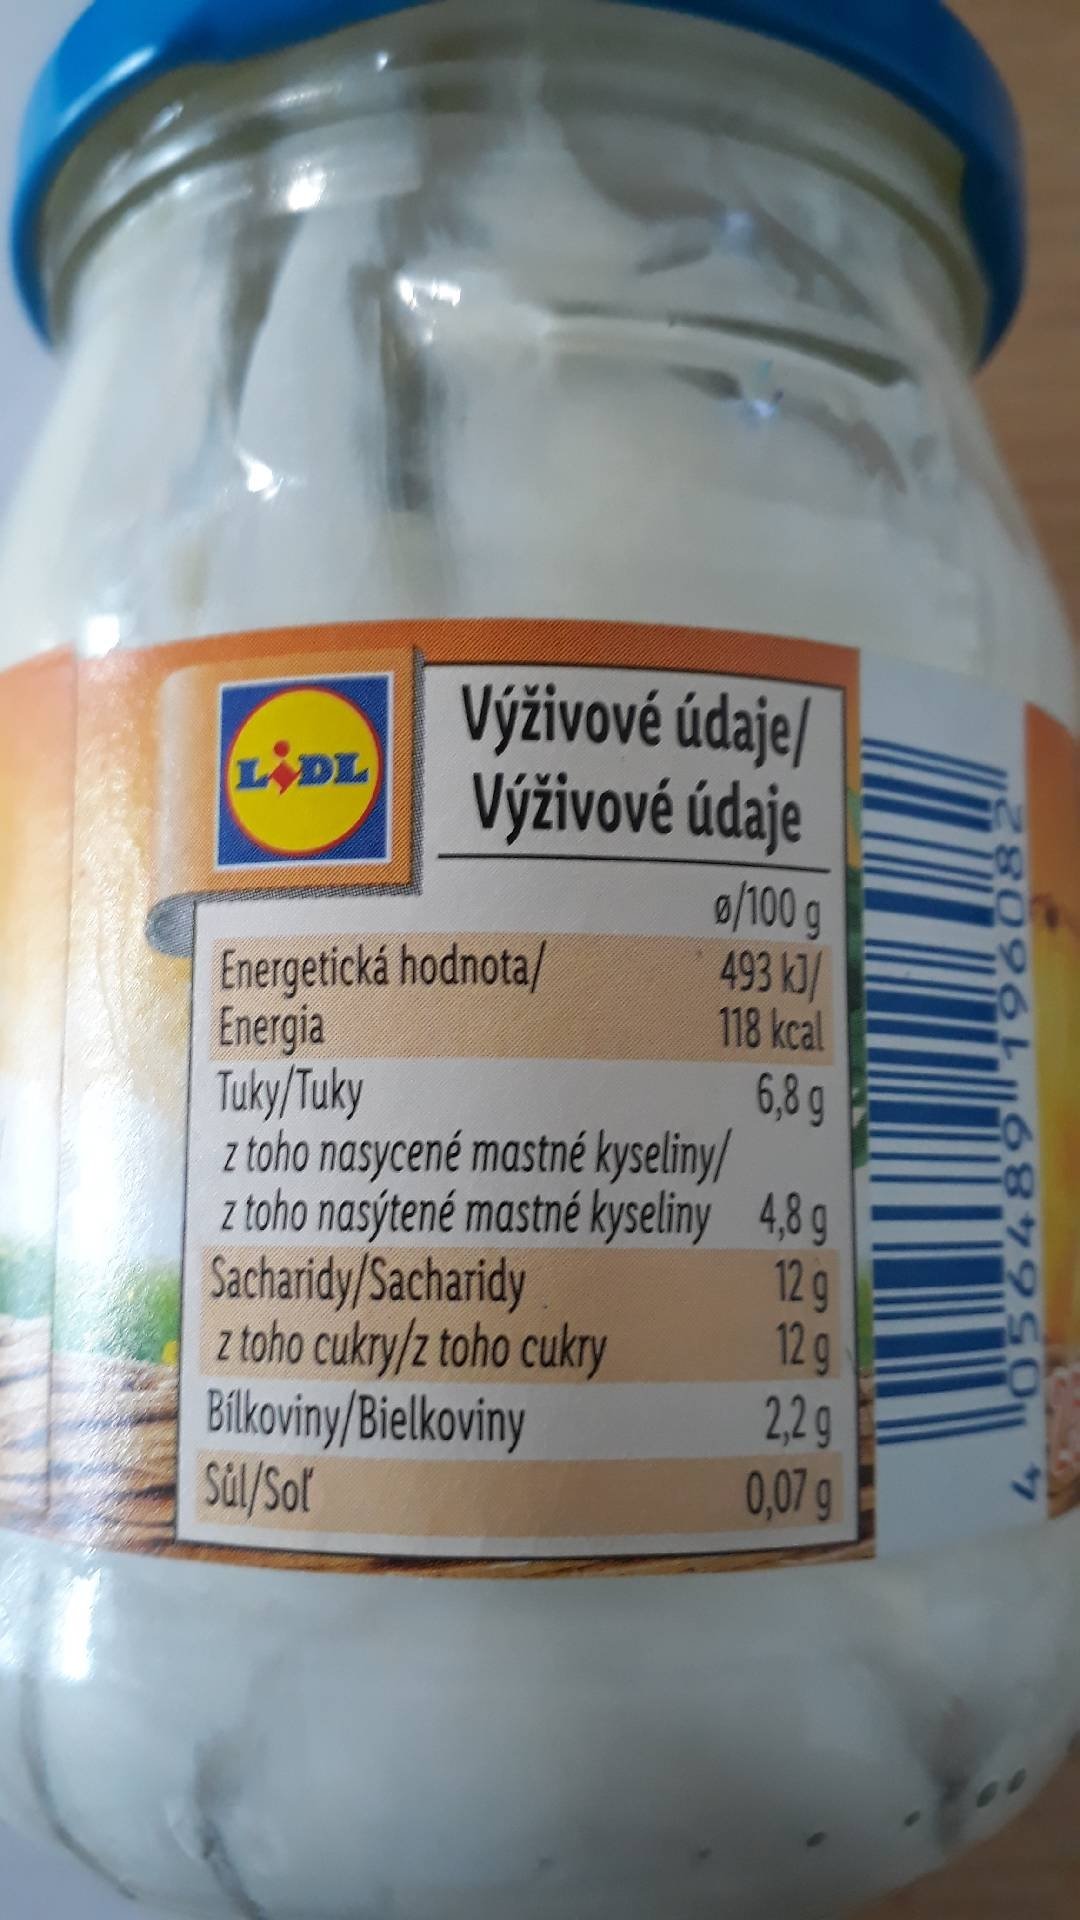 LIDL
Výživové údaje/
Výživové údaje
ø/100 g
Energetická hodnota/ 493 kJ/
Energia 118 kcal
Tuky/Tuky 6,8 g
z toho nasycené mastné kyseliny/
z toho nasýtené mastné kyseliny 4,8 g
Sacharidy/Sacharidy 12 g
z toho cukry/z toho cukry 12 g
Bílkoviny/Bielkoviny 2,2 g
Sůl/Soľ 0,07 g
4 056489 196082